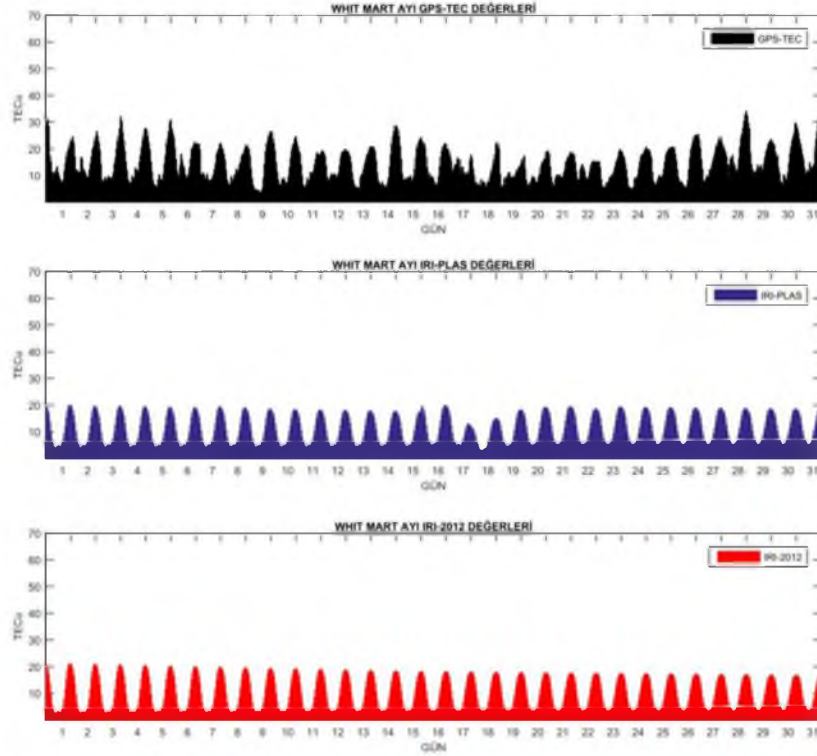 WHIT MART AYI GPS-TEC DEĞERLERİ
70
60
50
40
30
20
10
TECu
GPS-TEC
1 2 3 4 5 6 7 8 9 10 11 12 13 14 15 16 17 18 19 20 21 22 23 24 25 26 27 28 29 30 31
GÜN
WHIT MART AYI IRI-PLAS DEĞERLERİ
70
60
50
40
30
20
10
TECu
IRI-PLAS
1 2 3 4 5 6 7 8 9 10 11 12 13 14 15 16 17 18 19 20 21 22 23 24 25 26 27 28 29 30 31
GÜN
WHIT MART AYI IRI-2012 DEĞERLERİ
70
60
50
40
30
20
10
TECu
IRI-2012
1 2 3 4 5 6 7 8 9 10 11 12 13 14 15 16 17 18 19 20 21 22 23 24 25 26 27 28 29 30 31
GÜN